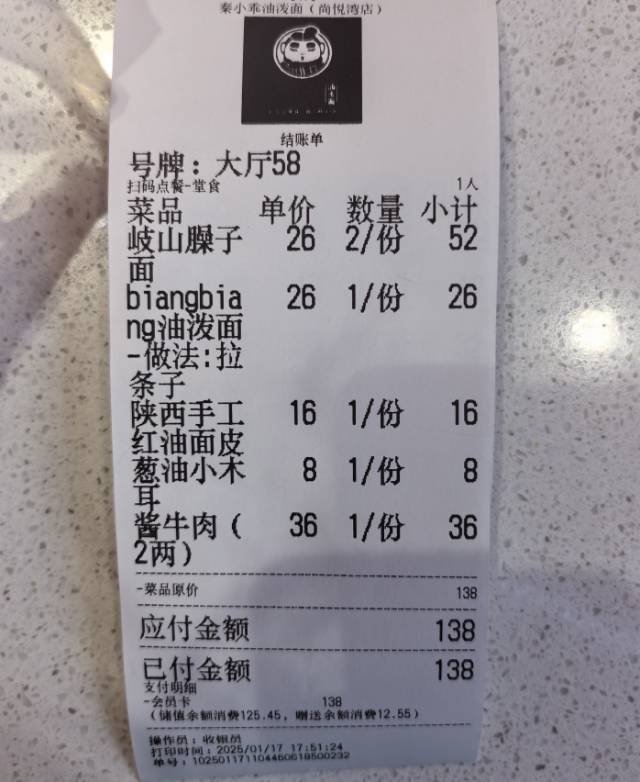 秦小乖油泼面（尚悦湾店）
结账单
号牌：大厅58
扫码点餐-堂食 1人
菜品 单价 数量 小计
岐山臊子 26 2/份 52
面
biangbia 26 1/份 26
ng油泼面
-做法:拉
条子
陕西手工 16 1/份 16
红油面皮
葱油小木 8 1/份 8
耳
酱牛肉（ 36 1/份 36
2两）
-菜品原价 138
应付金额 138
已付金额 138
支付明细
-会员卡 138
（储值余额消费125.45，赠送余额消费12.55）
操作员：收银员
打印时间：2025/01/17 17:51:24
单号：102501171104460618500232